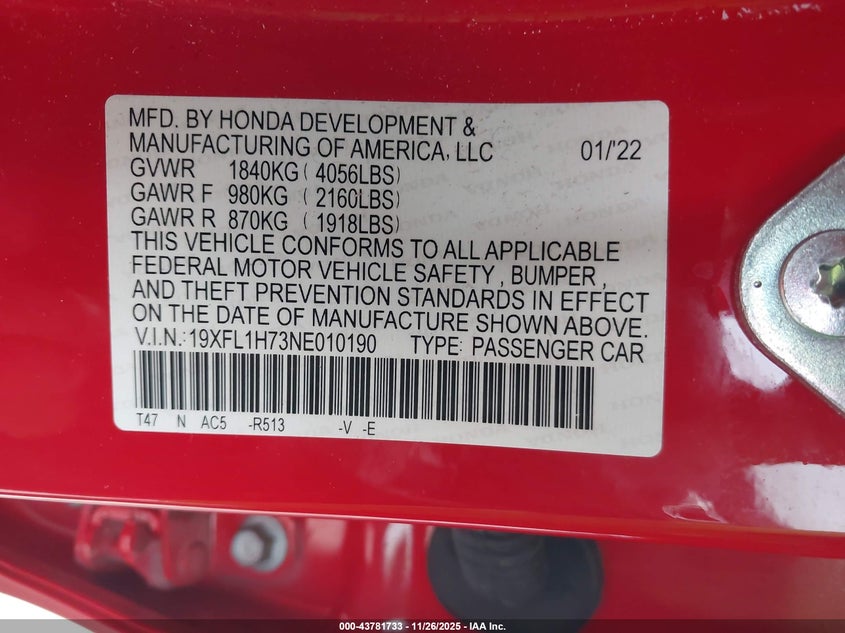 MFD. BY HONDA DEVELOPMENT &
MANUFACTURING OF AMERICA, LLC 01/'22
GVWR 1840KG ( 4056LBS)
GAWR F 980KG (2160LBS)
GAWR R 870KG (1918LBS)
THIS VEHICLE CONFORMS TO ALL APPLICABLE
FEDERAL MOTOR VEHICLE SAFETY , BUMPER ,
AND THEFT PREVENTION STANDARDS IN EFFECT
ON THE DATE OF MANUFACTURE SHOWN ABOVE.
V.I.N.: 19XFL1H73NE010190 TYPE: PASSENGER CAR
T47 N AC5 -R513 -V -E
000-43781733 - 11/26/2025 - IAA Inc.